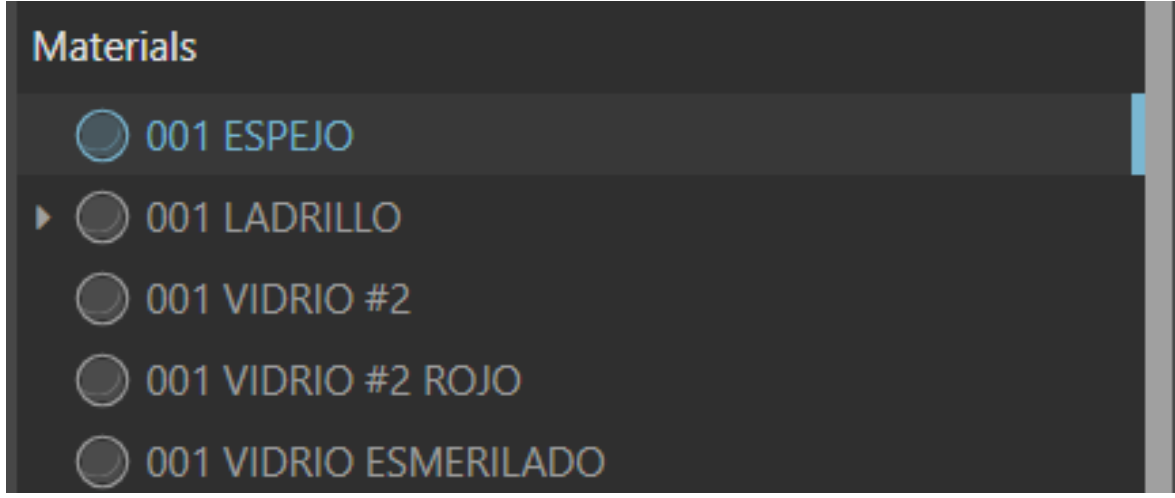 Materials
001 ESPEJO
001 LADRILLO
001 VIDRIO #2
001 VIDRIO #2 ROJO
001 VIDRIO ESMERILADO